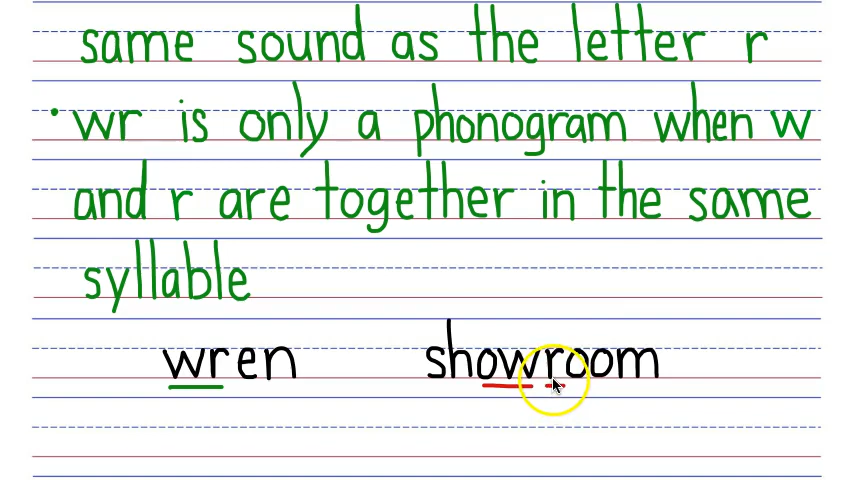 same sound as the letter r
• wr is only a phonogram when w
and r are together in the same
syllable
wren showroom